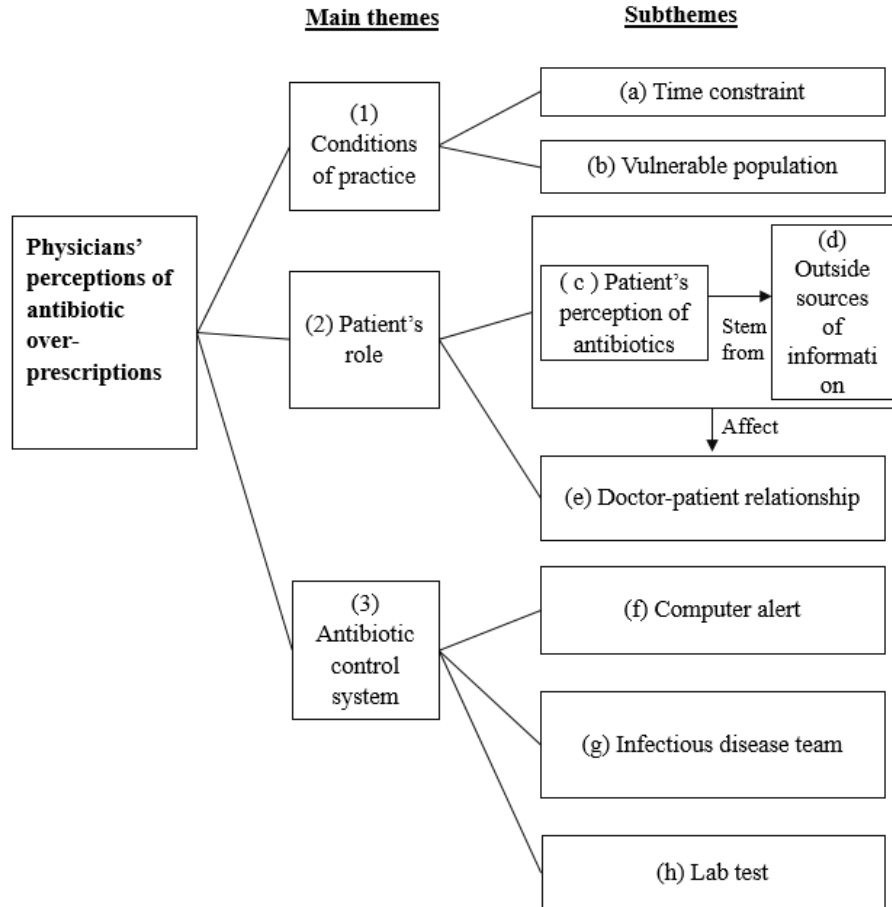 Main themes
Subthemes
Physicians’
perceptions of
antibiotic
over-
prescriptions
(1)
Conditions
of practice
(a) Time constraint
(b) Vulnerable population
(2) Patient’s
role
( c ) Patient’s
perception of
antibiotics
Stem
from
(d)
Outside
sources
of
informati
on
Affect
(e) Doctor-patient relationship
(3)
Antibiotic
control
system
(f) Computer alert
(g) Infectious disease team
(h) Lab test